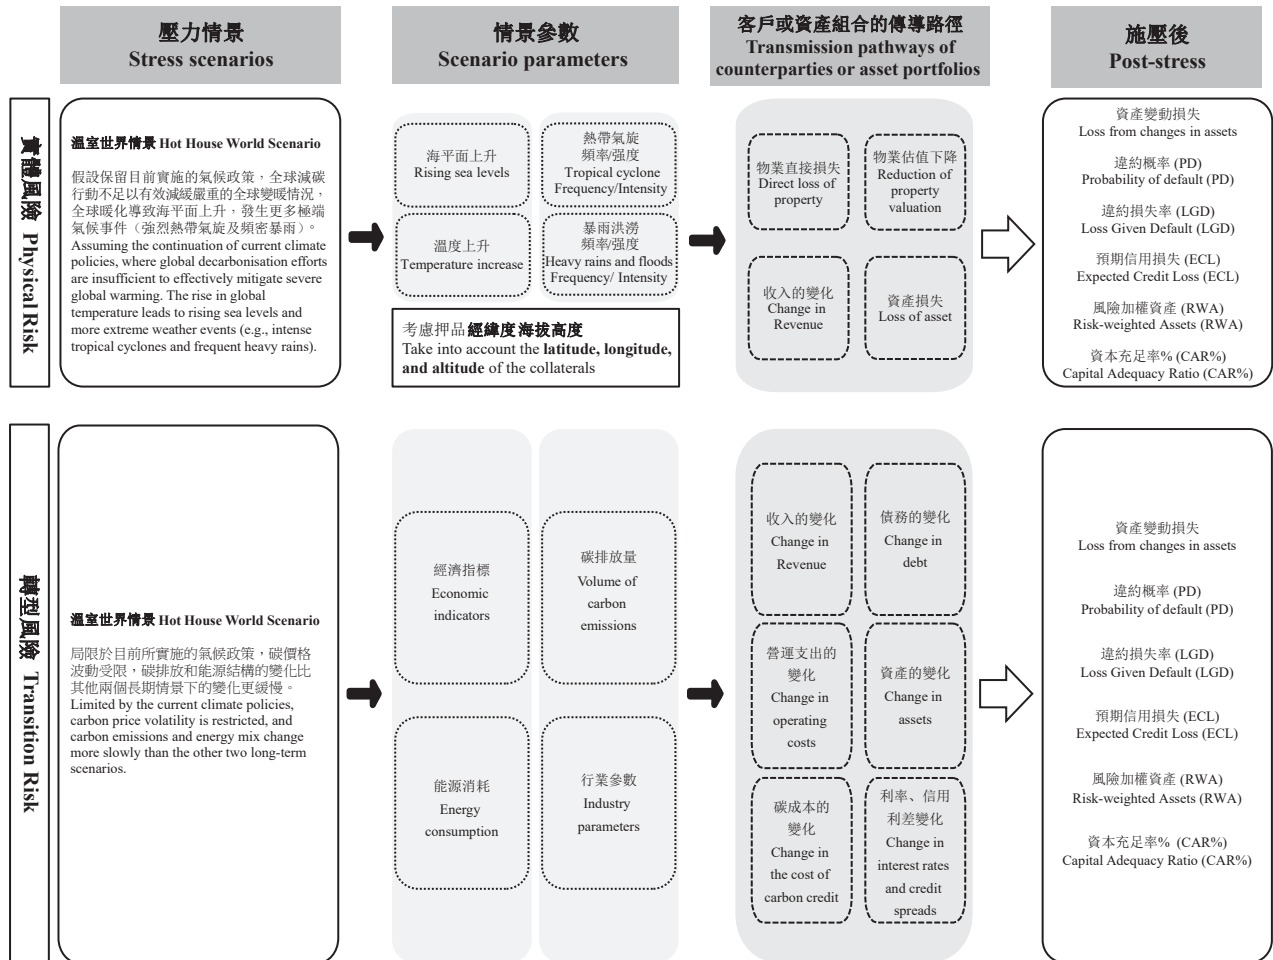 壓力情景
Stress scenarios
情景參數
Scenario parameters
客戶或資產組合的傳導路徑
Transmission pathways of
counterparties or asset portfolios
施壓後
Post-stress
實體風險 Physical Risk
溫室世界情景 Hot House World Scenario
假設保留目前實施的氣候政策，全球減碳
行動不足以有效減緩嚴重的全球變暖情況，
全球暖化導致海平面上升，發生更多極端
氣候事件（強烈熱帶氣旋及頻密暴雨）。
Assuming the continuation of current climate
policies, where global decarbonisation efforts
are insufficient to effectively mitigate severe
global warming. The rise in global
temperature leads to rising sea levels and
more extreme weather events (e.g., intense
tropical cyclones and frequent heavy rains).
海平面上升
Rising sea levels
熱帶氣旋
頻率/强度
Tropical cyclone
Frequency/Intensity
溫度上升
Temperature increase
暴雨洪澇
頻率/强度
Heavy rains and floods
Frequency/ Intensity
考慮押品經緯度海拔高度
Take into account the latitude, longitude,
and altitude of the collaterals
物業直接損失
Direct loss of
property
物業估值下降
Reduction of
property
valuation
收入的變化
Change in
Revenue
資產損失
Loss of asset
資產變動損失
Loss from changes in assets
違約概率 (PD)
Probability of default (PD)
違約損失率 (LGD)
Loss Given Default (LGD)
預期信用損失 (ECL)
Expected Credit Loss (ECL)
風險加權資產 (RWA)
Risk-weighted Assets (RWA)
資本充足率% (CAR%)
Capital Adequacy Ratio (CAR%)
轉型風險 Transition Risk
溫室世界情景 Hot House World Scenario
局限於目前所實施的氣候政策，碳價格
波動受限，碳排放和能源結構的變化比
其他兩個長期情景下的變化更緩慢。
Limited by the current climate policies,
carbon price volatility is restricted, and
carbon emissions and energy mix change
more slowly than the other two long-term
scenarios.
經濟指標
Economic
indicators
碳排放量
Volume of
carbon
emissions
能源消耗
Energy
consumption
行業參數
Industry
parameters
收入的變化
Change in
Revenue
債務的變化
Change in
debt
營運支出的
變化
Change in
operating
costs
資產的變化
Change in
assets
碳成本的
變化
Change in
the cost of
carbon credit
利率、信用
利差變化
Change in
interest rates
and credit
spreads
資產變動損失
Loss from changes in assets
違約概率 (PD)
Probability of default (PD)
違約損失率 (LGD)
Loss Given Default (LGD)
預期信用損失 (ECL)
Expected Credit Loss (ECL)
風險加權資產 (RWA)
Risk-weighted Assets (RWA)
資本充足率% (CAR%)
Capital Adequacy Ratio (CAR%)